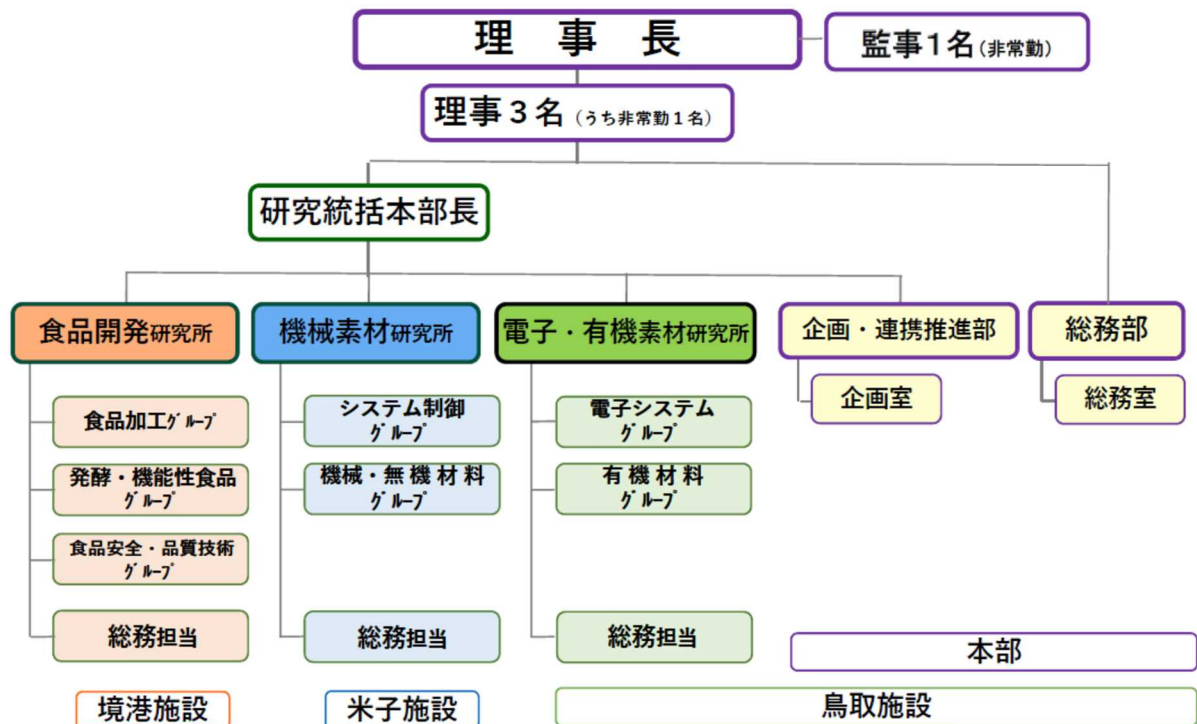 理 事 長
監事1名(非常勤)
理事3名(うち非常勤1名)
研究統括本部長
食品開発研究所
機械素材研究所
電子・有機素材研究所
企画・連携推進部
総務部
食品加工グループ
システム制御
グループ
電子システム
グループ
企画室
総務室
発酵・機能性食品
グループ
機械・無機材料
グループ
有機材料
グループ
食品安全・品質技術
グループ
総務担当
総務担当
総務担当
本部
境港施設
米子施設
鳥取施設